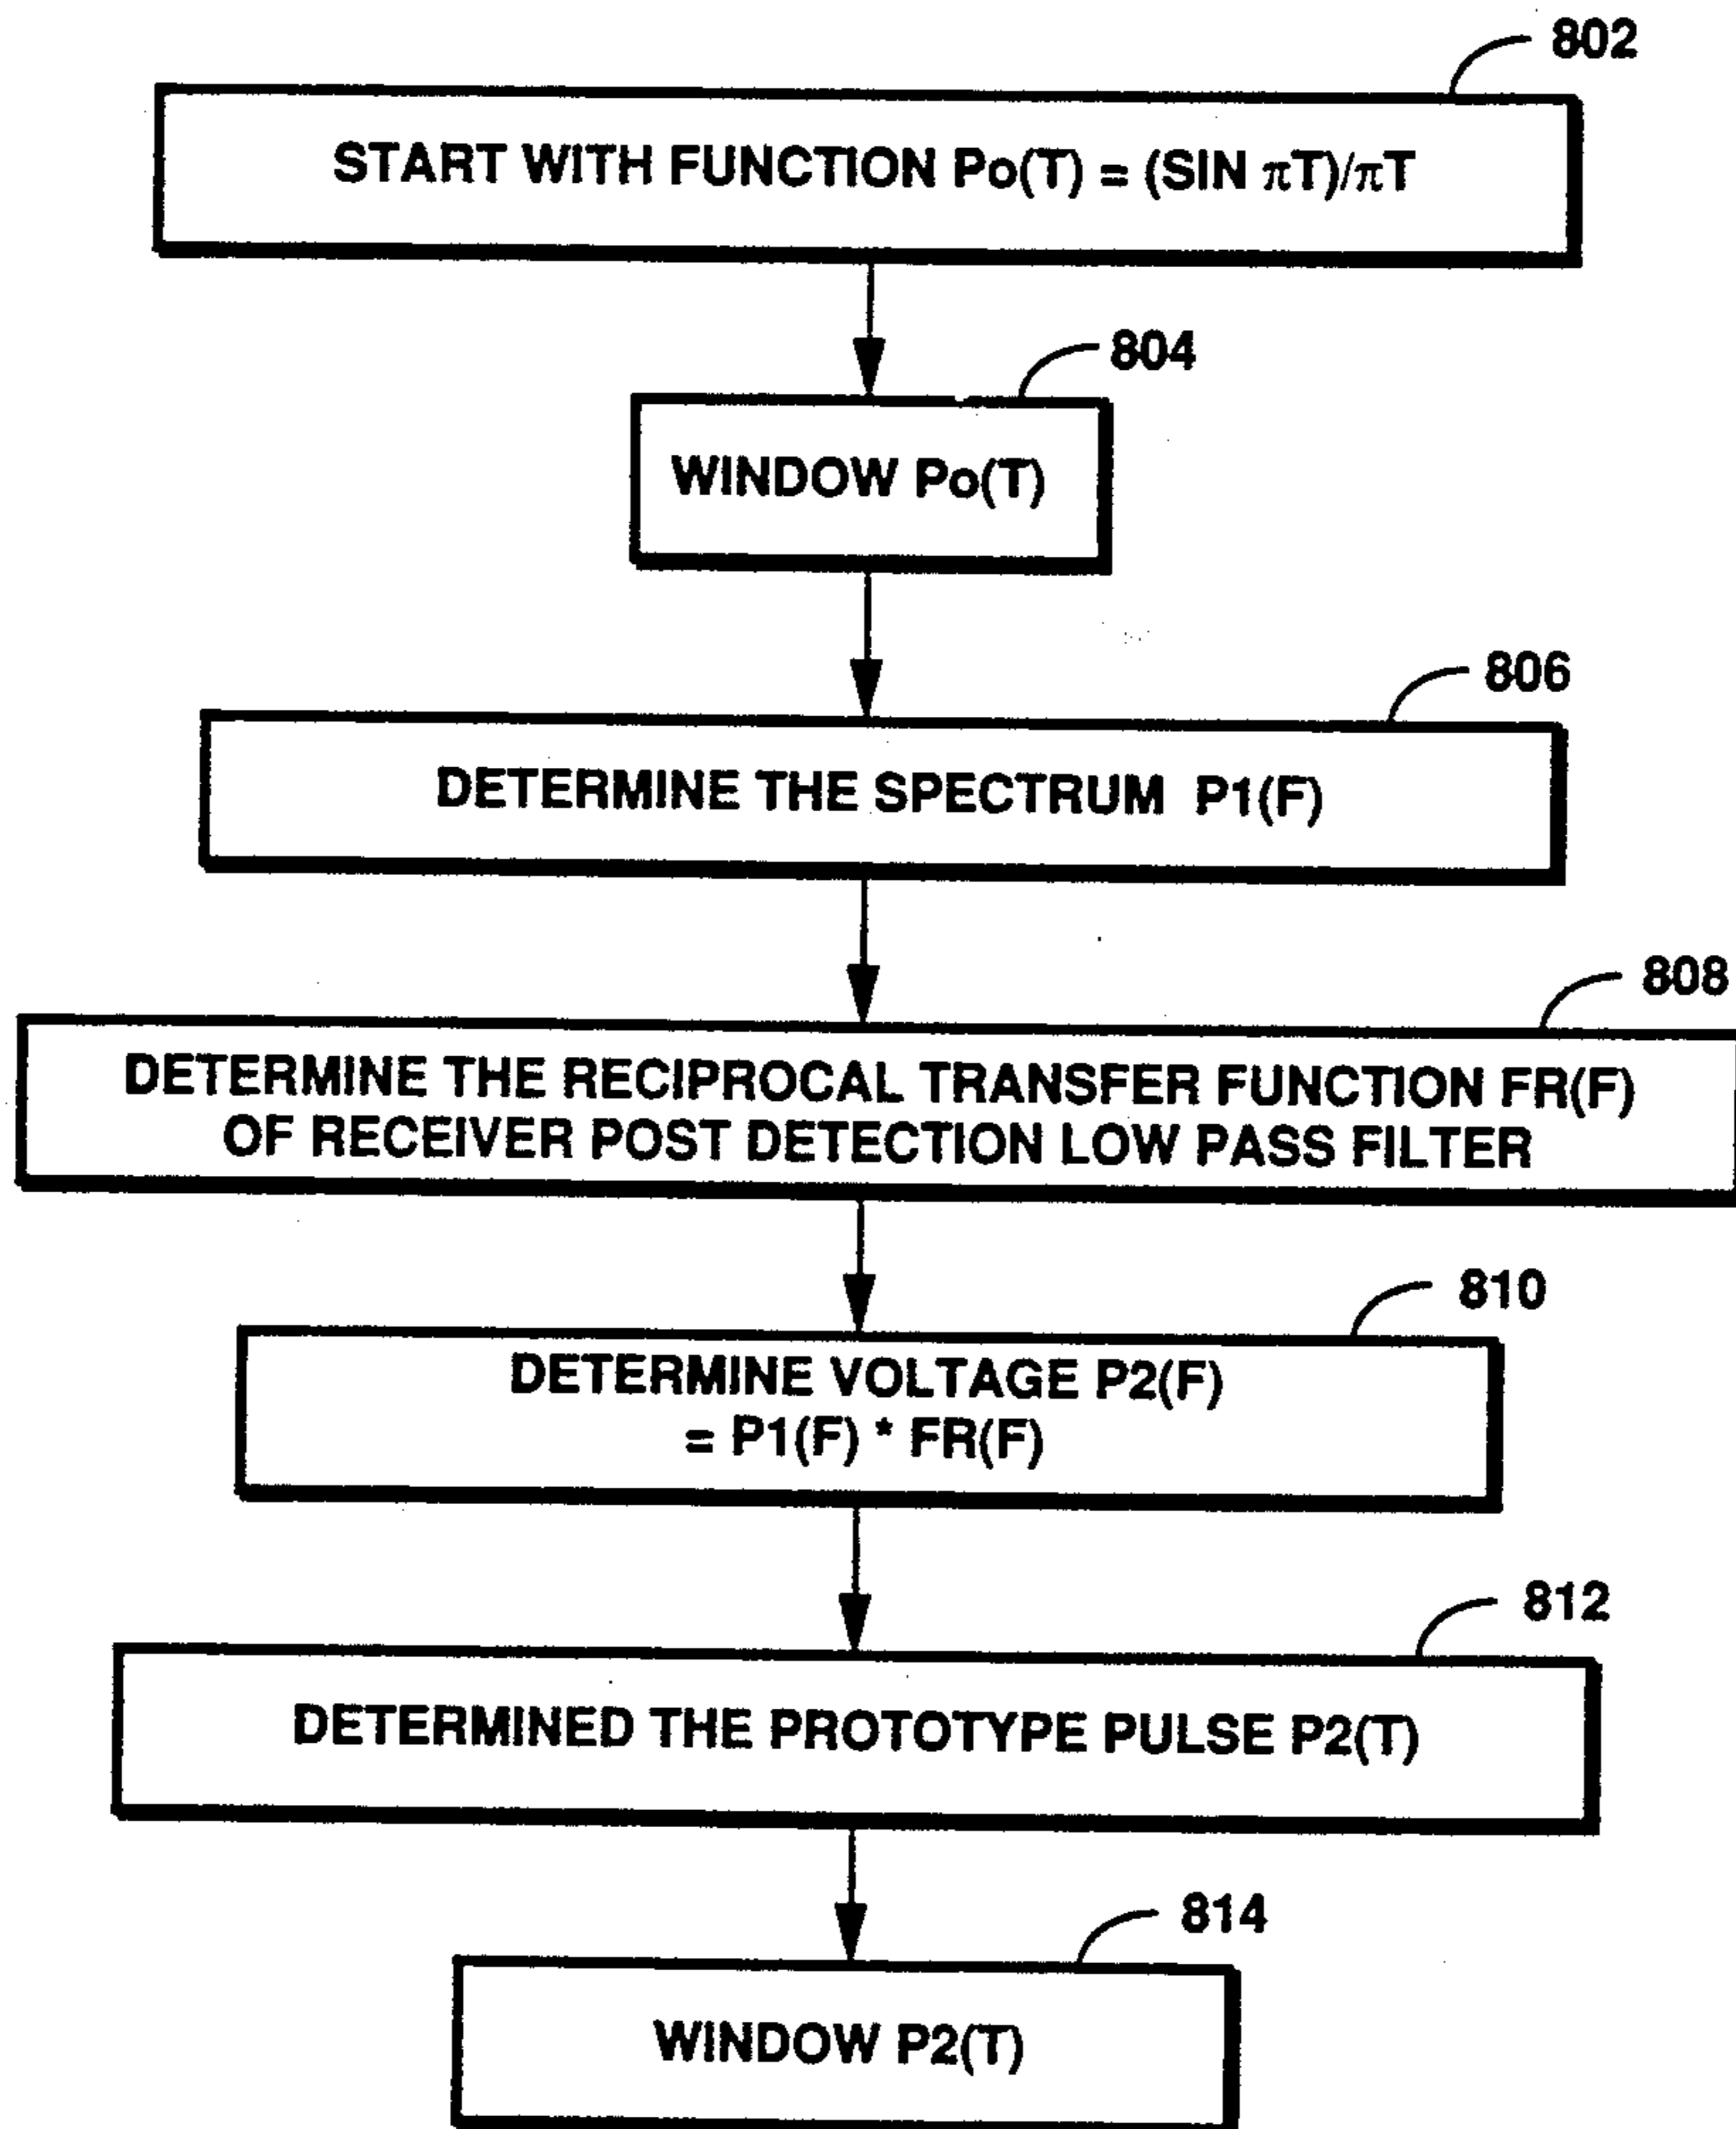 802
START WITH FUNCTION Po(T) = (SIN πT)/πT
804
WINDOW Po(T)
806
DETERMINE THE SPECTRUM P1(F)
808
DETERMINE THE RECIPROCAL TRANSFER FUNCTION FR(F)
OF RECEIVER POST DETECTION LOW PASS FILTER
810
DETERMINE VOLTAGE P2(F)
= P1(F) * FR(F)
812
DETERMINED THE PROTOTYPE PULSE P2(T)
814
WINDOW P2(T)